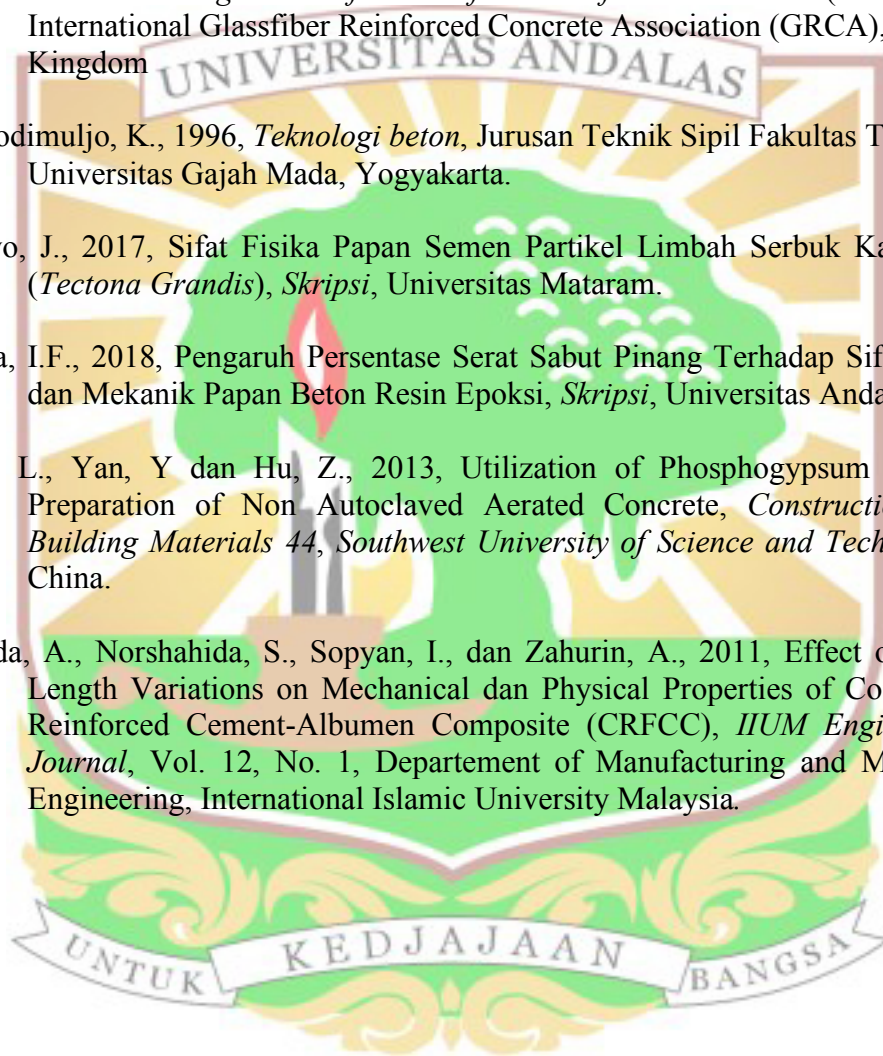 International Glassfiber Reinforced Concrete Association (GRCA),
Kingdom
UNIVERSITAS ANDALAS
odimuljo, K., 1996, Teknologi beton, Jurusan Teknik Sipil Fakultas T
Universitas Gajah Mada, Yogyakarta.
o, J., 2017, Sifat Fisika Papan Semen Partikel Limbah Serbuk Ka
(Tectona Grandis), Skripsi, Universitas Mataram.
a, I.F., 2018, Pengaruh Persentase Serat Sabut Pinang Terhadap Sif
dan Mekanik Papan Beton Resin Epoksi, Skripsi, Universitas Anda
L., Yan, Y dan Hu, Z., 2013, Utilization of Phosphogypsum
Preparation of Non Autoclaved Aerated Concrete, Constructi
Building Materials 44, Southwest University of Science and Tech
China.
da, A., Norshahida, S., Sopyan, I., dan Zahurin, A., 2011, Effect o
Length Variations on Mechanical dan Physical Properties of Co
Reinforced Cement-Albumen Composite (CRFCC), IIUM Engi
Journal, Vol. 12, No. 1, Departement of Manufacturing and M
Engineering, International Islamic University Malaysia.
UNTUK KEDJAJAAN BANGSA